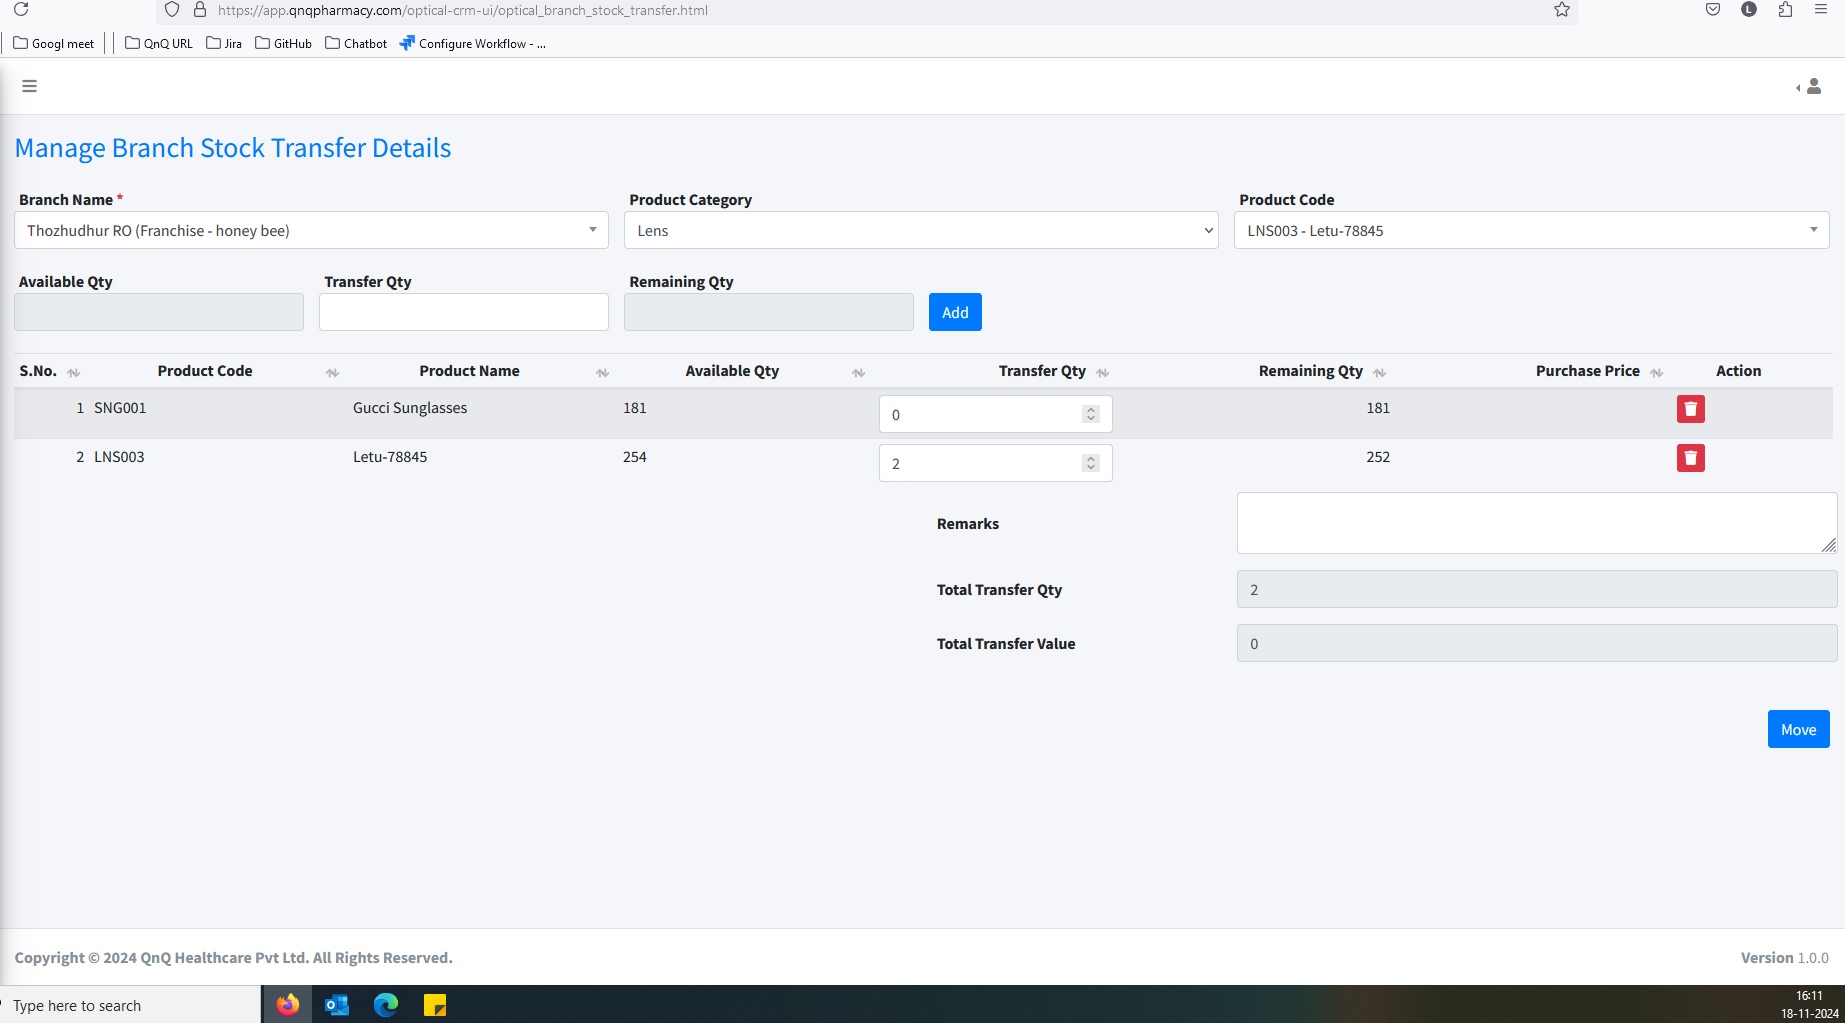 https://app.qnqpharmacy.com/optical-crm-ui/optical_branch_stock_transfer.html
L
Googl meet QnQ URL Jira GitHub Chatbot Configure Workflow - ...
Manage Branch Stock Transfer Details
Branch Name * Product Category Product Code
Thozhudhur RO (Franchise - honey bee) Lens LNS003 - Letu-78845
Available Qty Transfer Qty Remaining Qty
Add
S.No. Product Code Product Name Available Qty Transfer Qty Remaining Qty Purchase Price Action
1 SNG001 Gucci Sunglasses 181 0 181
2 LNS003 Letu-78845 254 2 252
Remarks
Total Transfer Qty 2
Total Transfer Value 0
Move
Copyright © 2024 QnQ Healthcare Pvt Ltd. All Rights Reserved. Version 1.0.0
Type here to search
16:11
18-11-2024